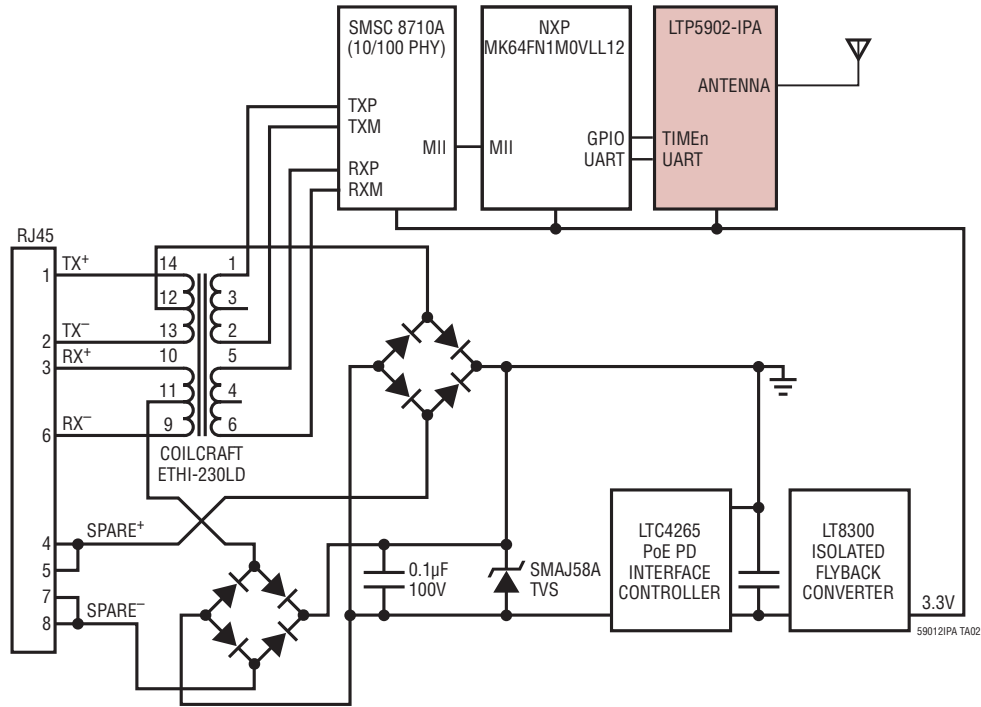 SMSC 8710A
(10/100 PHY)
NXP
MK64FN1M0VLL12
LTP5902-IPA
ANTENNA
TXP
TXM
MII
MII
GPIO
TIMEn
UART
UART
RXP
RXM
RJ45
1
TX+
14
1
12
3
2
TX−
13
2
3
RX+
10
5
11
4
6
RX−
9
6
COILCRAFT
ETHI-230LD
4
SPARE+
5
7
8
SPARE−
0.1µF
100V
SMAJ58A
TVS
LTC4265
PoE PD
INTERFACE
CONTROLLER
LT8300
ISOLATED
FLYBACK
CONVERTER
3.3V
59012IPA TA02